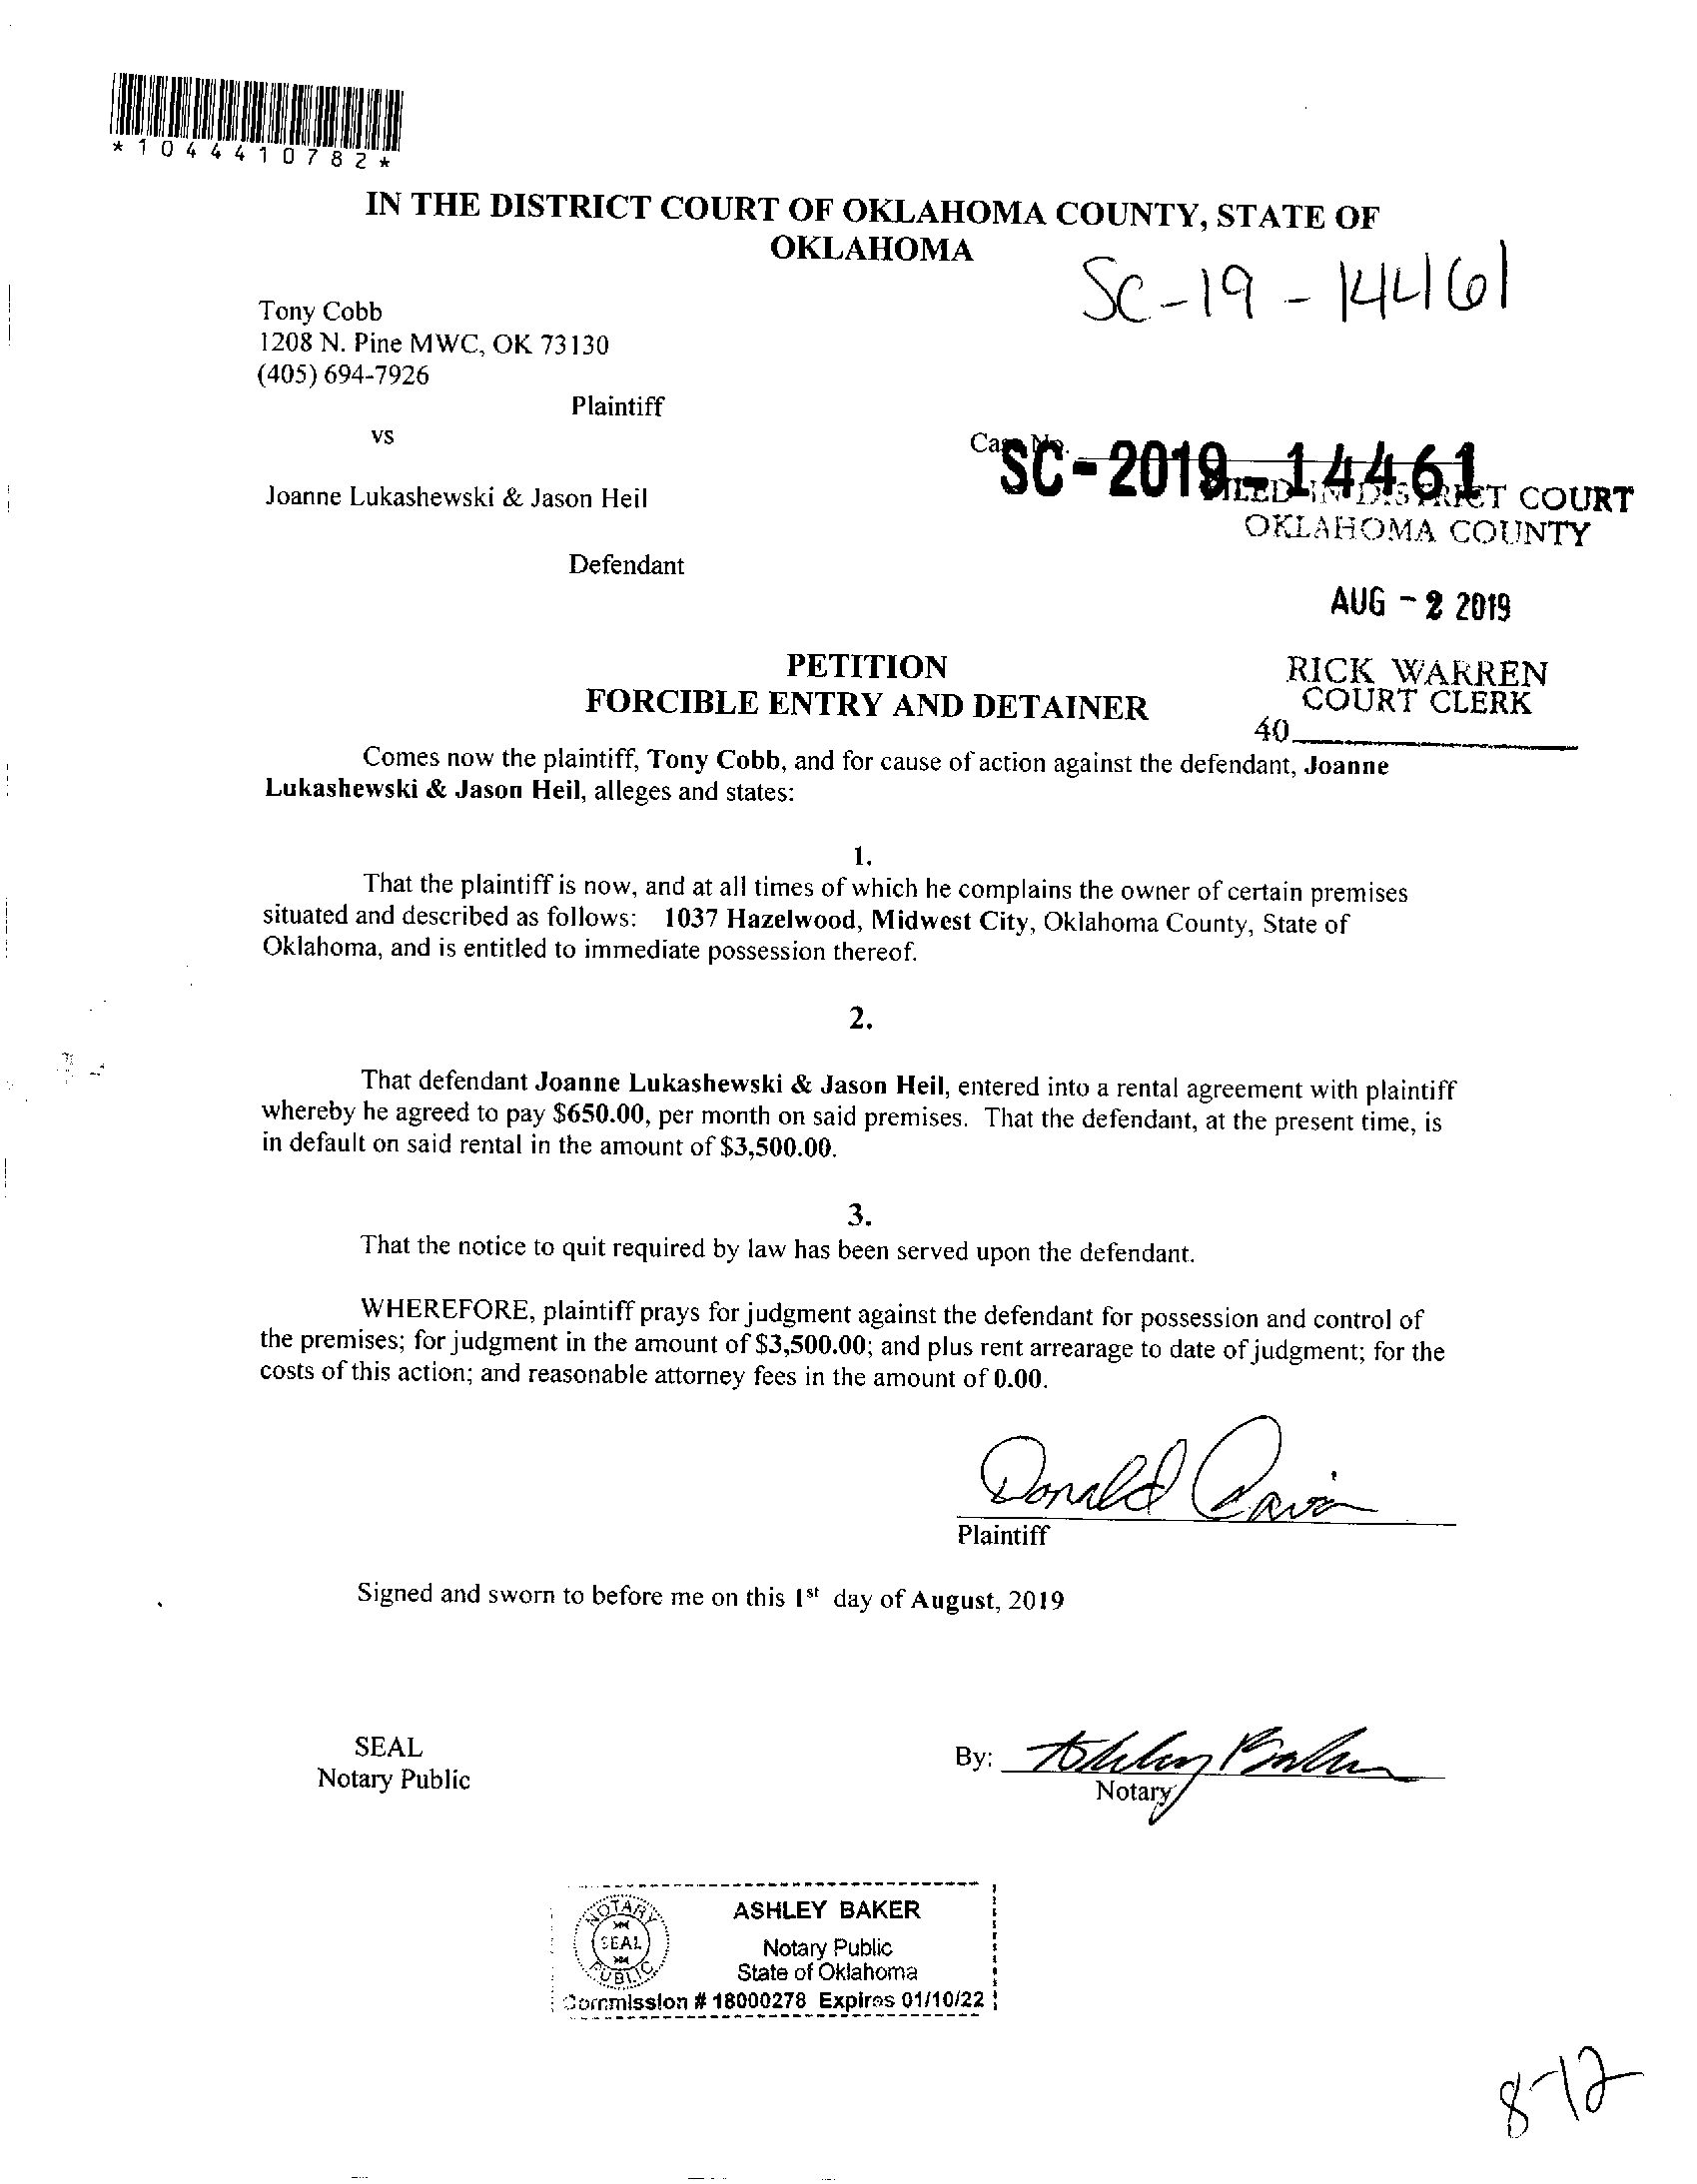 *1044410782*
IN THE DISTRICT COURT OF OKLAHOMA COUNTY, STATE OF
OKLAHOMA
SC-19-14461
Tony Cobb
1208 N. Pine MWC, OK 73130
(405) 694-7926
Plaintiff
vs
Case No.
SC-2019-14461
Joanne Lukashewski & Jason Heil
FILED IN DISTRICT COURT
OKLAHOMA COUNTY
Defendant
AUG - 2 2019
PETITION
RICK WARREN
FORCIBLE ENTRY AND DETAINER
COURT CLERK
40
Comes now the plaintiff, Tony Cobb, and for cause of action against the defendant, Joanne
Lukashewski & Jason Heil, alleges and states:
1.
That the plaintiff is now, and at all times of which he complains the owner of certain premises
situated and described as follows: 1037 Hazelwood, Midwest City, Oklahoma County, State of
Oklahoma, and is entitled to immediate possession thereof.
2.
That defendant Joanne Lukashewski & Jason Heil, entered into a rental agreement with plaintiff
whereby he agreed to pay $650.00, per month on said premises. That the defendant, at the present time, is
in default on said rental in the amount of $3,500.00.
3.
That the notice to quit required by law has been served upon the defendant.
WHEREFORE, plaintiff prays for judgment against the defendant for possession and control of
the premises; for judgment in the amount of $3,500.00; and plus rent arrearage to date of judgment; for the
costs of this action; and reasonable attorney fees in the amount of 0.00.
Donald
Plaintiff
Signed and sworn to before me on this 1st day of August, 2019
SEAL
Notary Public
By: Ashley Baker
Notary
NOTARY
SEAL
PUBLIC
ASHLEY BAKER
Notary Public
State of Oklahoma
Commission # 18000278 Expires 01/10/22
8-12